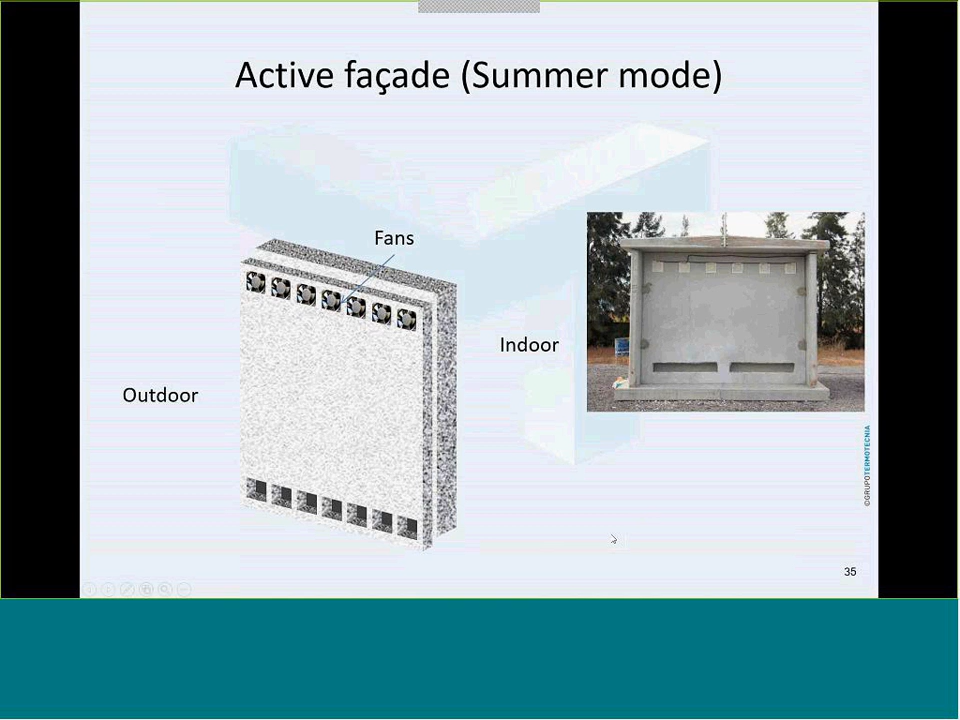 Active façade (Summer mode)
Fans
Indoor
Outdoor
©GRUPOTERMOTECNIA
35